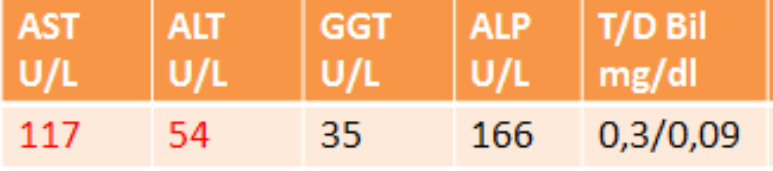 AST ALT GGT ALP T/D Bil
U/L U/L U/L U/L mg/dl
117 54 35 166 0,3/0,09